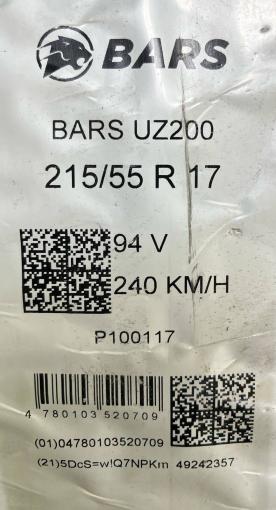 BARS
BARS UZ200
215/55 R 17
94 V
240 KM/H
P100117
4 780103 520709
(01)04780103520709
(21)5DcS=w!Q7NPKm 49242357